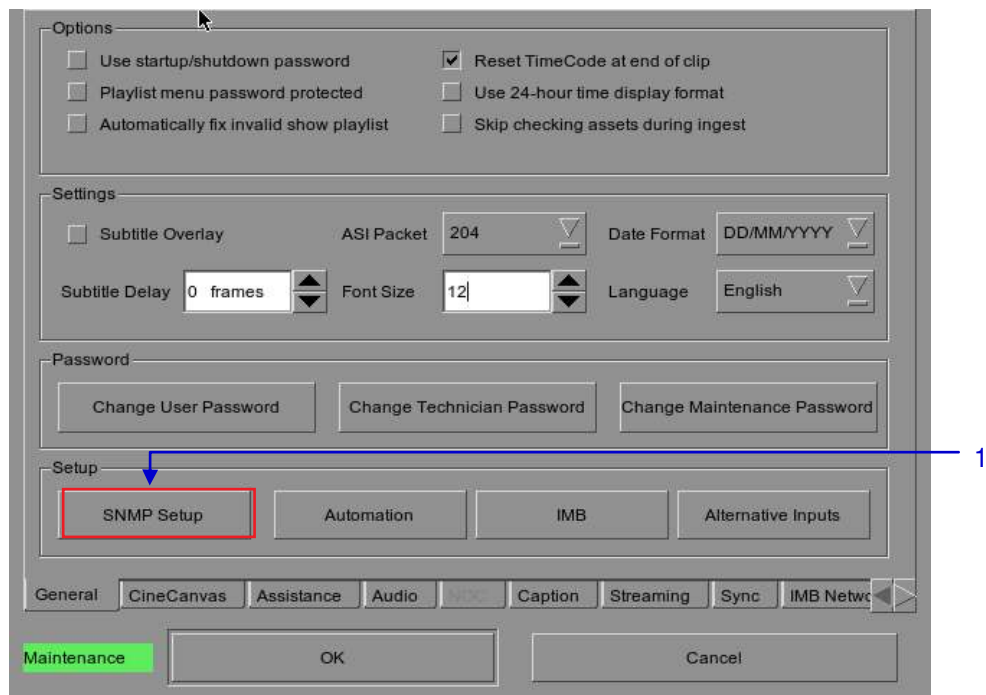 Options
Use startup/shutdown password
Reset TimeCode at end of clip
Playlist menu password protected
Use 24-hour time display format
Automatically fix invalid show playlist
Skip checking assets during ingest
Settings
Subtitle Overlay
ASI Packet 204
Date Format DD/MM/YYYY
Subtitle Delay 0 frames
Font Size 12
Language English
Password
Change User Password
Change Technician Password
Change Maintenance Password
Setup
1
SNMP Setup
Automation
IMB
Alternative Inputs
General
CineCanvas
Assistance
Audio
NOC
Caption
Streaming
Sync
IMB Netwo
Maintenance
OK
Cancel